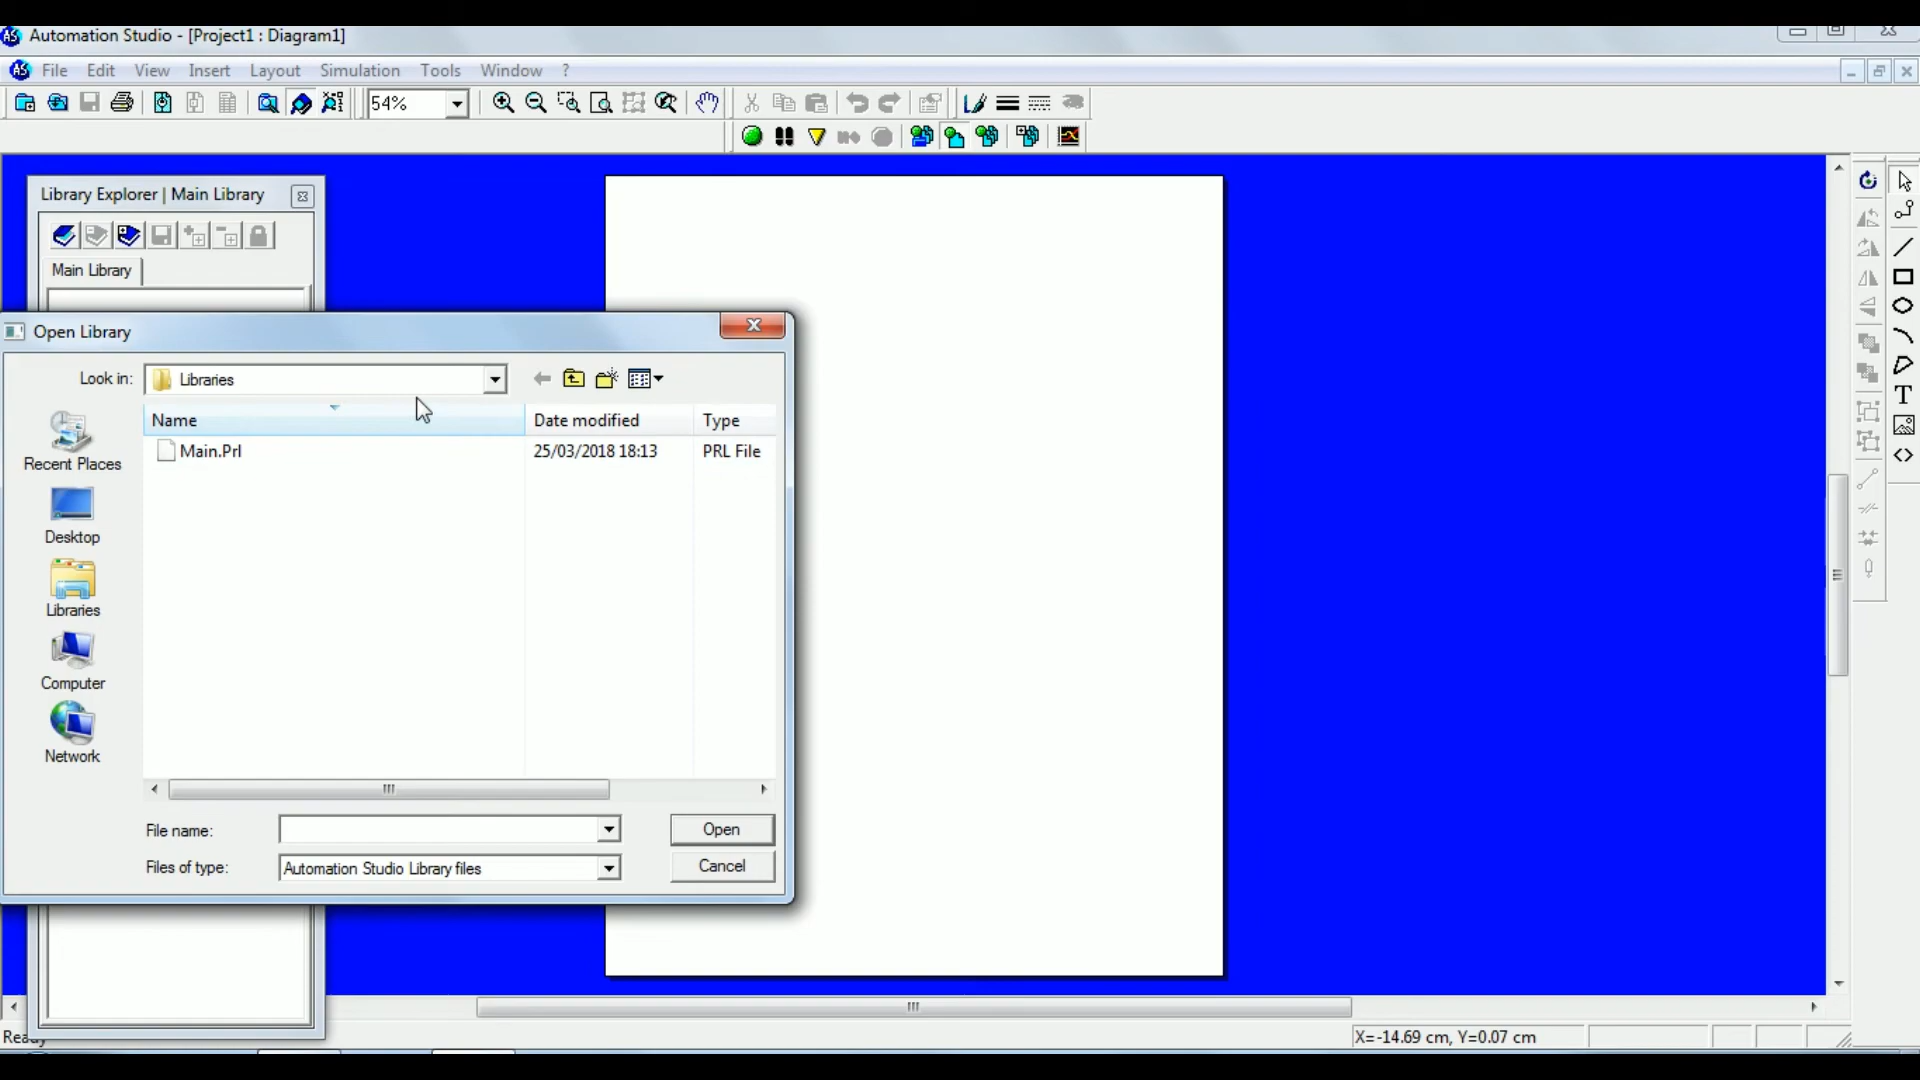 Automation Studio - [Project1 : Diagram1]
File Edit View Insert Layout Simulation Tools Window ?
54%
Library Explorer | Main Library
Main Library
Open Library
Look in: Libraries
Name Date modified Type
Main.Prl 25/03/2018 18:13 PRL File
Recent Places
Desktop
Libraries
Computer
Network
File name: Open
Files of type: Automation Studio Library files Cancel
Ready X=-14.69 cm, Y=0.07 cm